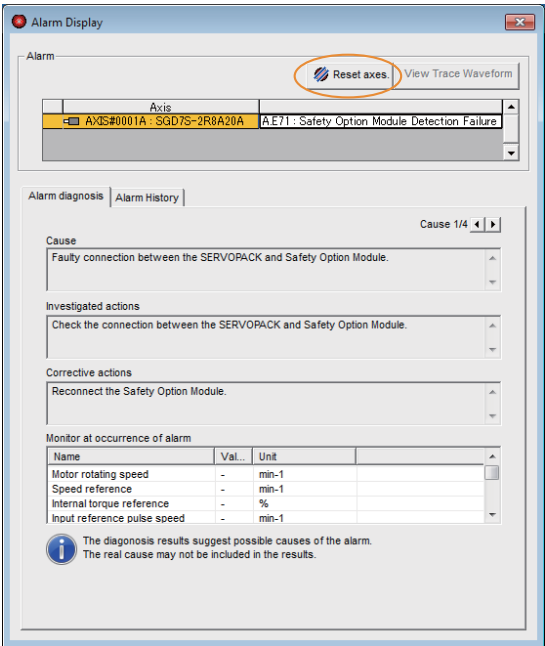 Alarm Display
Alarm
Reset axes.
View Trace Waveform
Axis
AXIS#0001A : SGD7S-2R8A20A
A.E71 : Safety Option Module Detection Failure
Alarm diagnosis
Alarm History
Cause 1/4
Cause
Faulty connection between the SERVOPACK and Safety Option Module.
Investigated actions
Check the connection between the SERVOPACK and Safety Option Module.
Corrective actions
Reconnect the Safety Option Module.
Monitor at occurrence of alarm
Name Val... Unit
Motor rotating speed - min-1
Speed reference - min-1
Internal torque reference - %
Input reference pulse speed - min-1
The diagonosis results suggest possible causes of the alarm.
The real cause may not be included in the results.